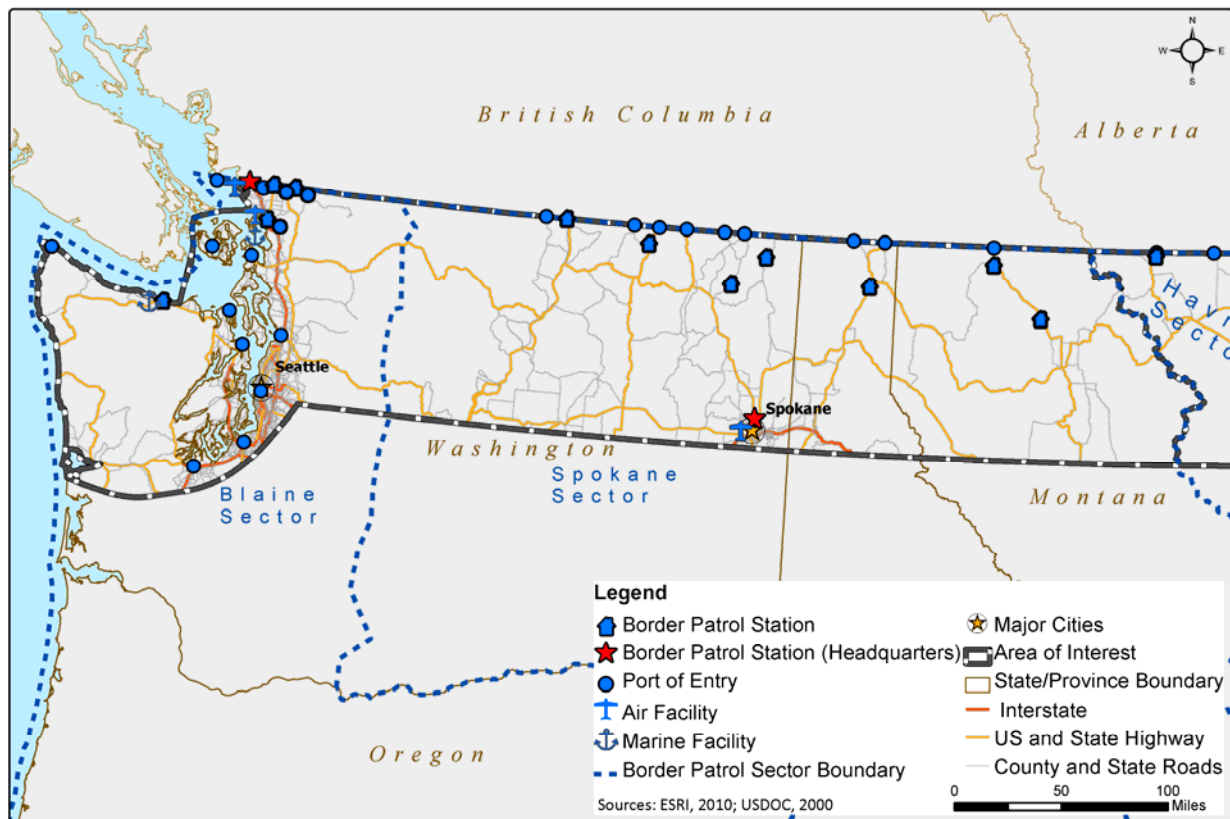 N
W E
S
British Columbia
Alberta
Havr
Secto
Seattle
Spokane
Washington
Spokane
Sector
Blaine
Sector
Montana
Oregon
Legend
Border Patrol Station
Border Patrol Station (Headquarters)
Port of Entry
Air Facility
Marine Facility
Border Patrol Sector Boundary
Sources: ESRI, 2010; USDOC, 2000
Major Cities
Area of Interest
State/Province Boundary
Interstate
US and State Highway
County and State Roads
0 50 100
Miles